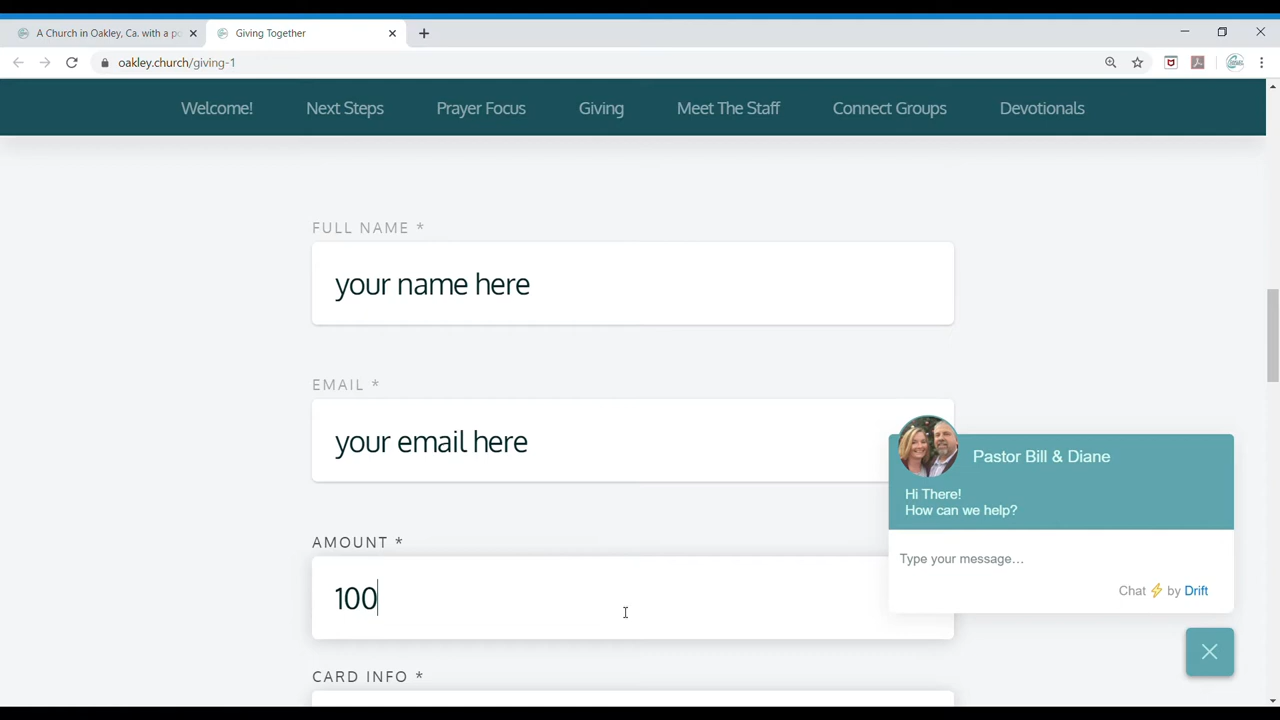 A Church in Oakley, Ca. with a pu
Giving Together
oakley.church/giving-1
Welcome!
Next Steps
Prayer Focus
Giving
Meet The Staff
Connect Groups
Devotionals
FULL NAME *
your name here
EMAIL *
your email here
Pastor Bill & Diane
Hi There!
How can we help?
AMOUNT *
Type your message…
100
Chat ⚡ by Drift
CARD INFO *